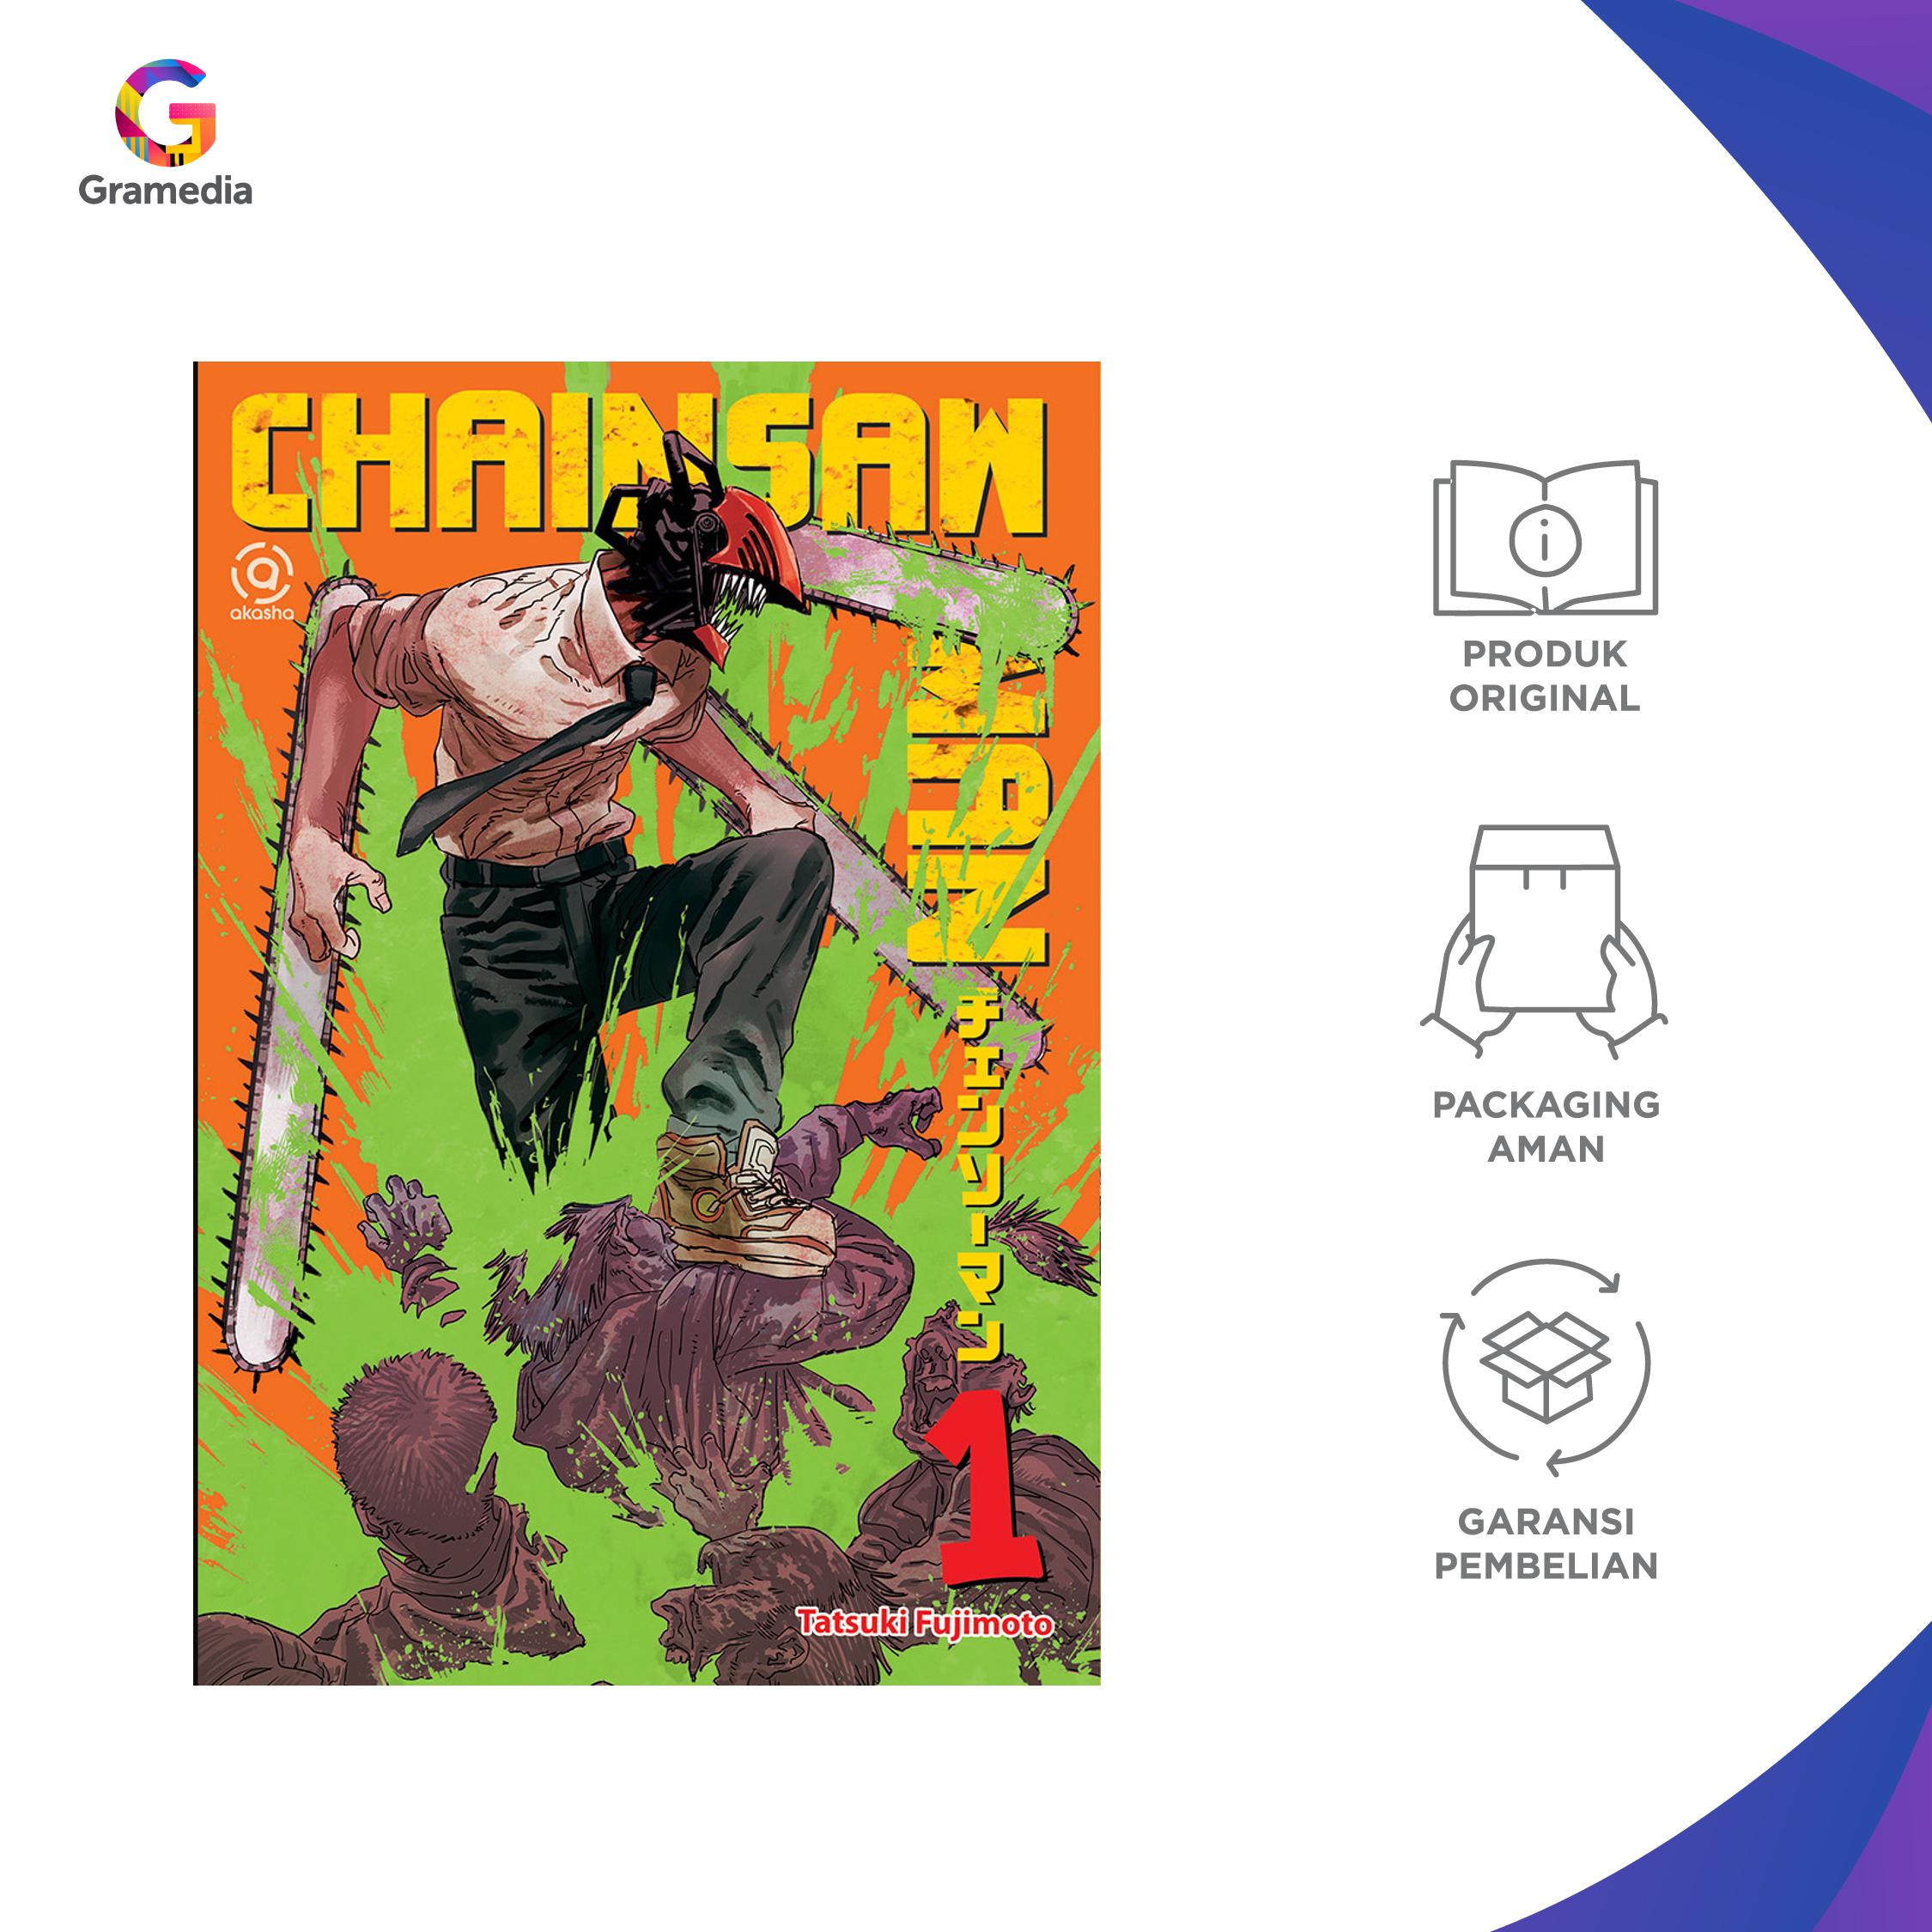 Gramedia
CHAINSAW
MAN
akasha
チェンソーマン
1
Tatsuki Fujimoto
PRODUK
ORIGINAL
PACKAGING
AMAN
GARANSI
PEMBELIAN